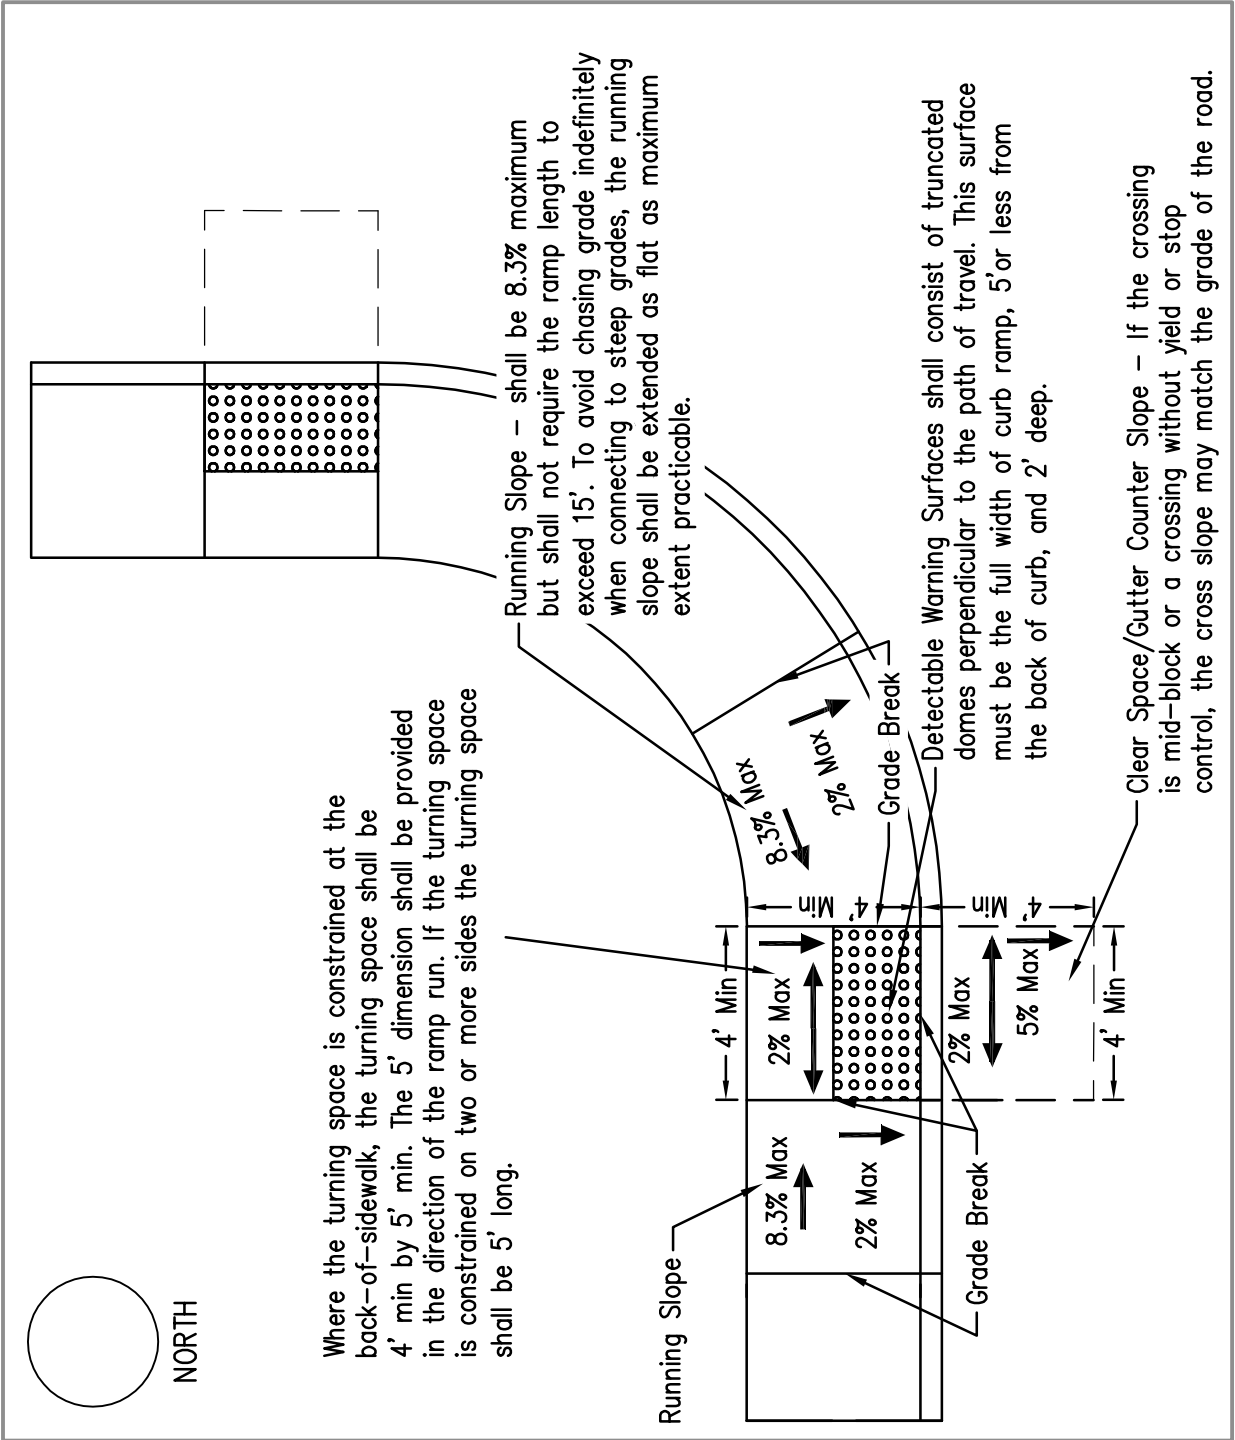 NORTH
Where the turning space is constrained at the
back-of-sidewalk, the turning space shall be
4' min by 5' min. The 5' dimension shall be provided
in the direction of the ramp run. If the turning space
is constrained on two or more sides the turning space
shall be 5' long.
Running Slope - shall be 8.3% maximum
but shall not require the ramp length to
exceed 15'. To avoid chasing grade indefinitely
when connecting to steep grades, the running
slope shall be extended as flat as maximum
extent practicable.
Running Slope
8.3% Max
2% Max
4' Min
2% Max
8.3% Max
2% Max
Grade Break
4' Min
4' Min
2% Max
5% Max
4' Min
Grade Break
Detectable Warning Surfaces shall consist of truncated
domes perpendicular to the path of travel. This surface
must be the full width of curb ramp, 5'or less from
the back of curb, and 2' deep.
Clear Space/Gutter Counter Slope - If the crossing
is mid-block or a crossing without yield or stop
control, the cross slope may match the grade of the road.